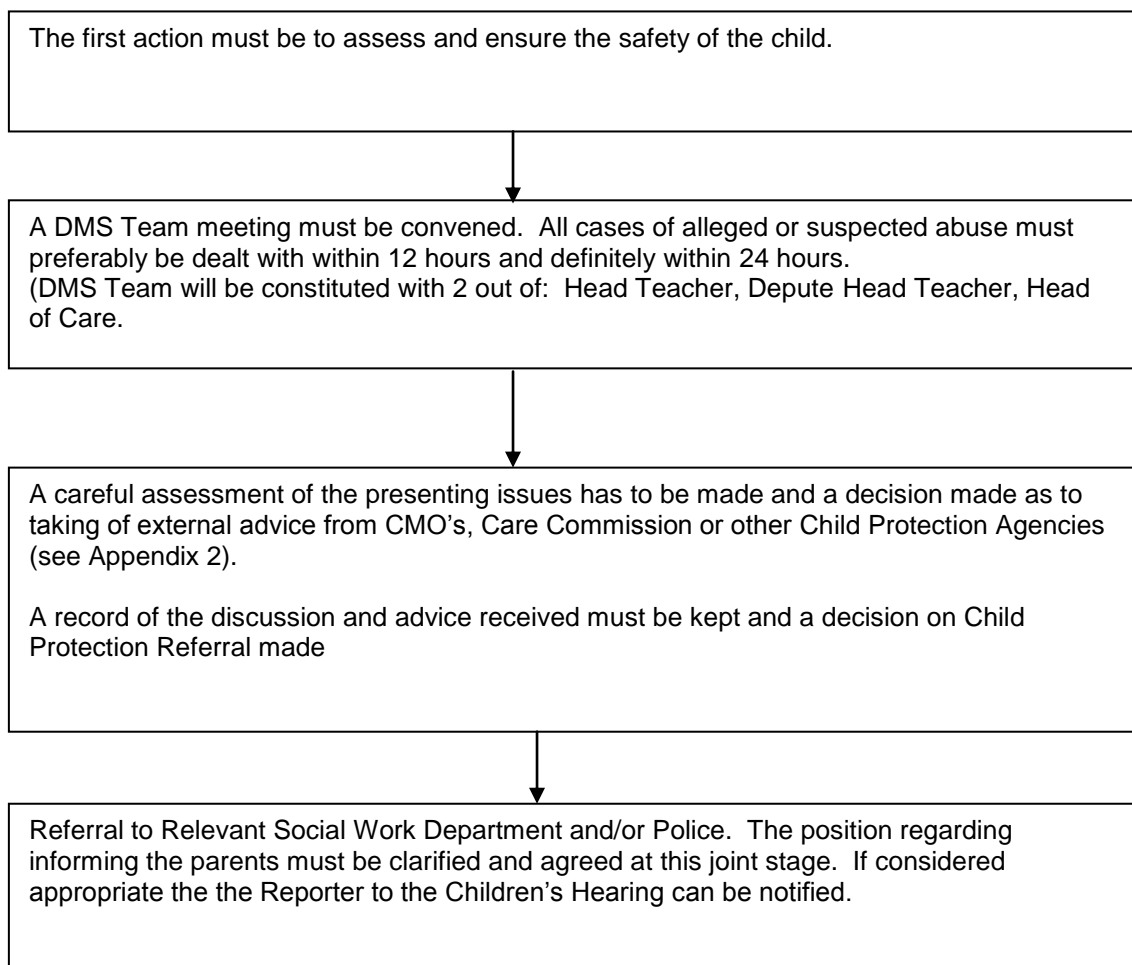 The first action must be to assess and ensure the safety of the child.
A DMS Team meeting must be convened.  All cases of alleged or suspected abuse must
preferably be dealt with within 12 hours and definitely within 24 hours.
(DMS Team will be constituted with 2 out of:  Head Teacher, Depute Head Teacher, Head
of Care.
A careful assessment of the presenting issues has to be made and a decision made as to
taking of external advice from CMO’s, Care Commission or other Child Protection Agencies
(see Appendix 2).
A record of the discussion and advice received must be kept and a decision on Child
Protection Referral made
Referral to Relevant Social Work Department and/or Police.  The position regarding
informing the parents must be clarified and agreed at this joint stage.  If considered
appropriate the the Reporter to the Children’s Hearing can be notified.